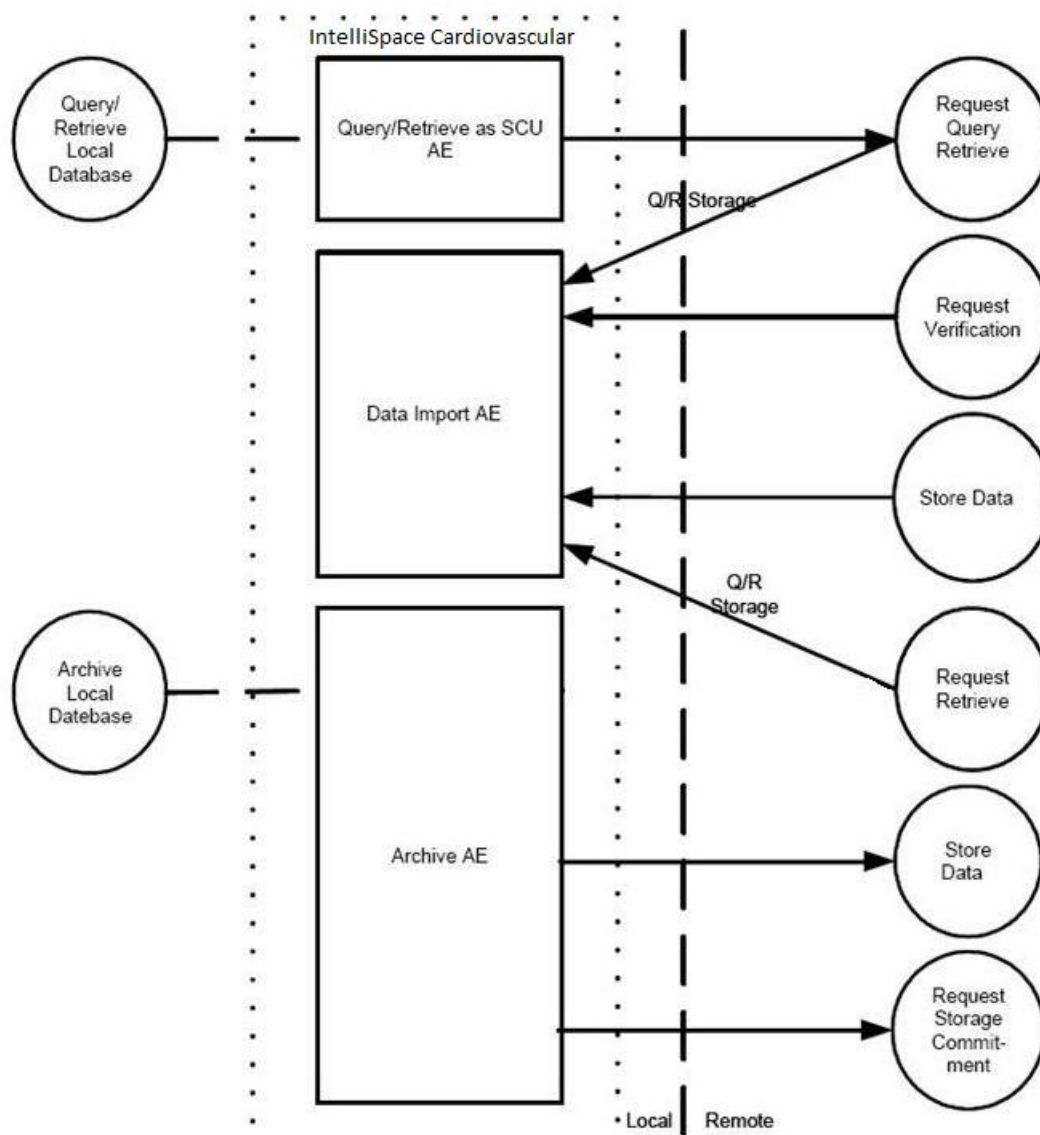 IntelliSpace Cardiovascular
Query/
Retrieve
Local
Database
Query/Retrieve as SCU
AE
Request
Query
Retrieve
Q/R Storage
Request
Verification
Data Import AE
Store Data
Q/R
Storage
Archive
Local
Datebase
Request
Retrieve
Archive AE
Store
Data
Request
Storage
Commit-
ment
Local
Remote